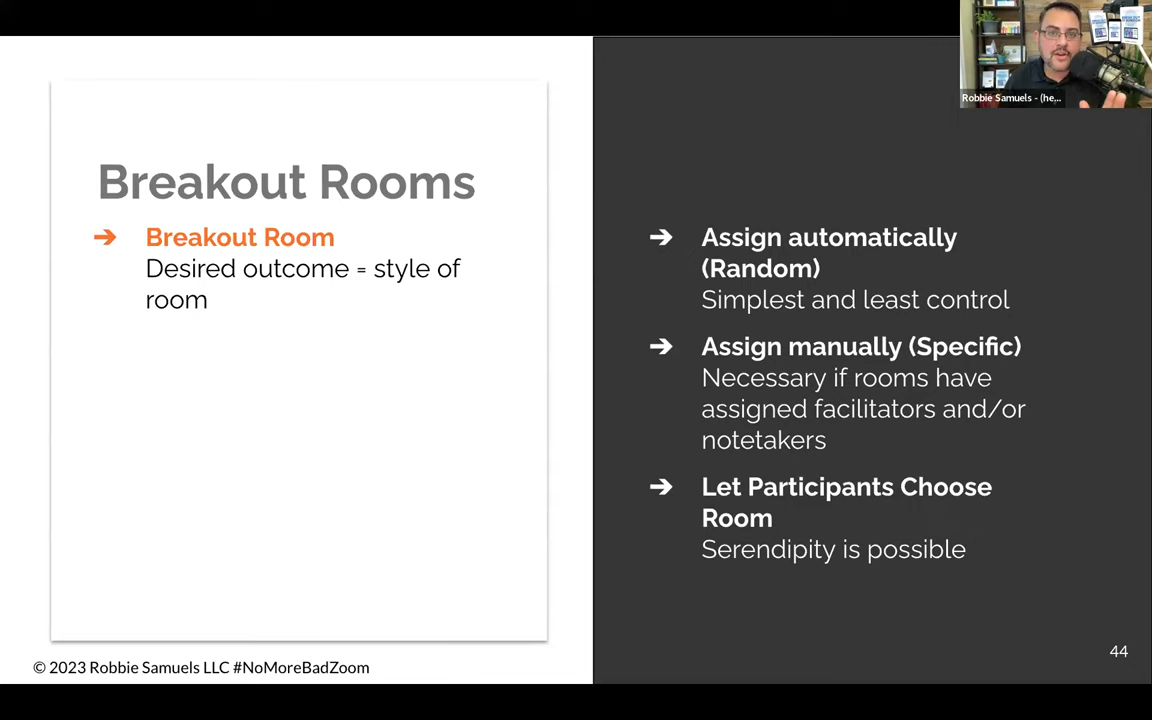 Robbie Samuels - (he...
Breakout Rooms
➔ Breakout Room
Desired outcome = style of
room
➔ Assign automatically
(Random)
Simplest and least control
➔ Assign manually (Specific)
Necessary if rooms have
assigned facilitators and/or
notetakers
➔ Let Participants Choose
Room
Serendipity is possible
44
© 2023 Robbie Samuels LLC #NoMoreBadZoom